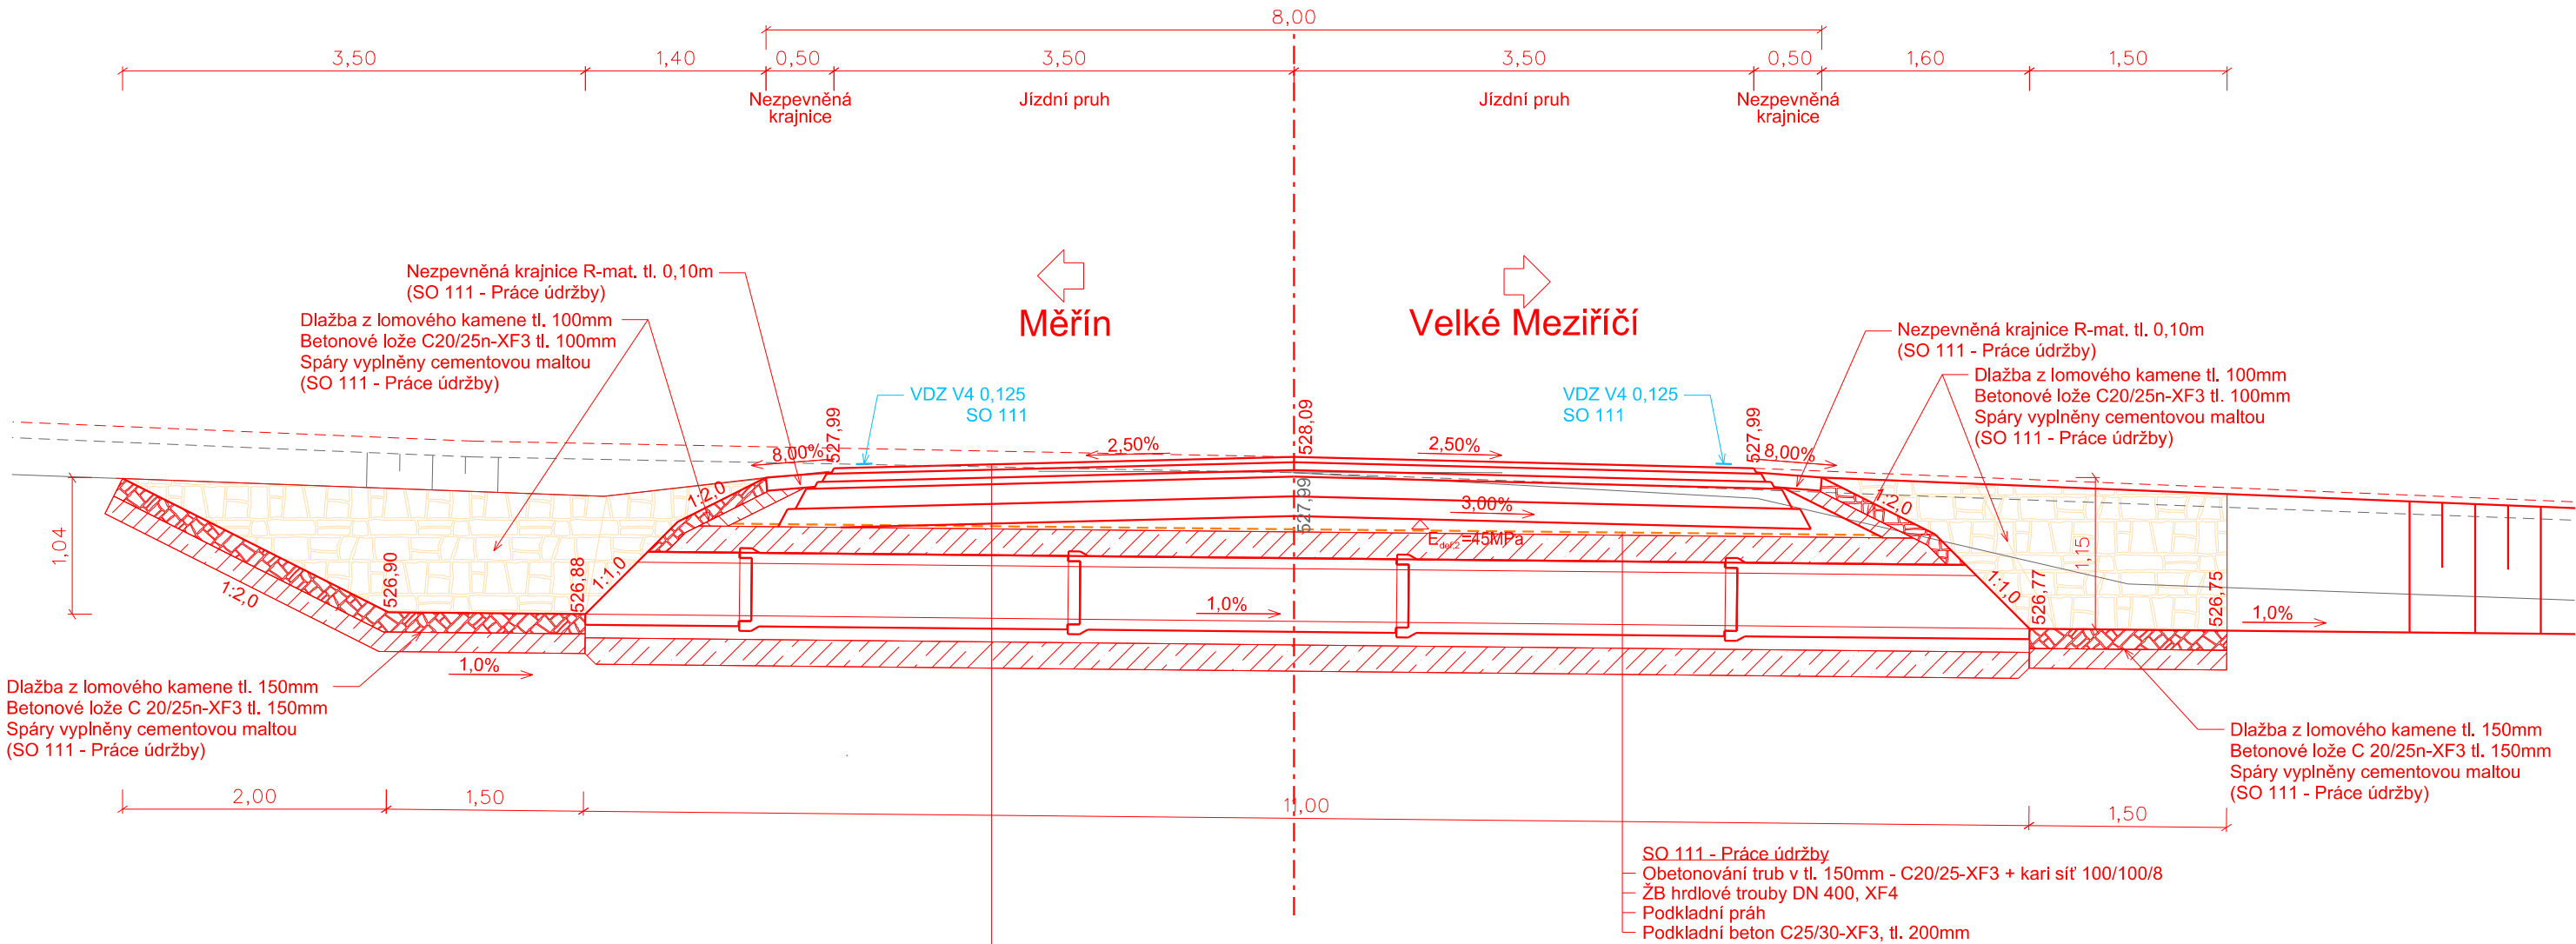 8,00
3,50
1,40
0,50
3,50
3,50
0,50
1,60
1,50
Nezpevněná
krajnice
Jízdní pruh
Jízdní pruh
Nezpevněná
krajnice
Nezpevněná krajnice R-mat. tl. 0,10m
(SO 111 - Práce údržby)
Dlažba z lomového kamene tl. 100mm
Betonové lože C20/25n-XF3 tl. 100mm
Spáry vyplněny cementovou maltou
(SO 111 - Práce údržby)
Měřín
Velké Meziříčí
Nezpevněná krajnice R-mat. tl. 0,10m
(SO 111 - Práce údržby)
Dlažba z lomového kamene tl. 100mm
Betonové lože C20/25n-XF3 tl. 100mm
Spáry vyplněny cementovou maltou
(SO 111 - Práce údržby)
VDZ V4 0,125
SO 111
VDZ V4 0,125
SO 111
527,99
528,09
527,99
8,00%
2,50%
2,50%
8,00%
1:2,0
527,99
3,00%
1:2,0
Edef,2=45MPa
1,04
1:2,0
526,90
526,88
1:1,0
1,0%
1:1,0
526,77
1,15
526,75
1,0%
1,0%
Dlažba z lomového kamene tl. 150mm
Betonové lože C 20/25n-XF3 tl. 150mm
Spáry vyplněny cementovou maltou
(SO 111 - Práce údržby)
Dlažba z lomového kamene tl. 150mm
Betonové lože C 20/25n-XF3 tl. 150mm
Spáry vyplněny cementovou maltou
(SO 111 - Práce údržby)
2,00
1,50
11,00
1,50
SO 111 - Práce údržby
Obetonování trub v tl. 150mm - C20/25-XF3 + kari síť 100/100/8
ŽB hrdlové trouby DN 400, XF4
Podkladní práh
Podkladní beton C25/30-XF3, tl. 200mm